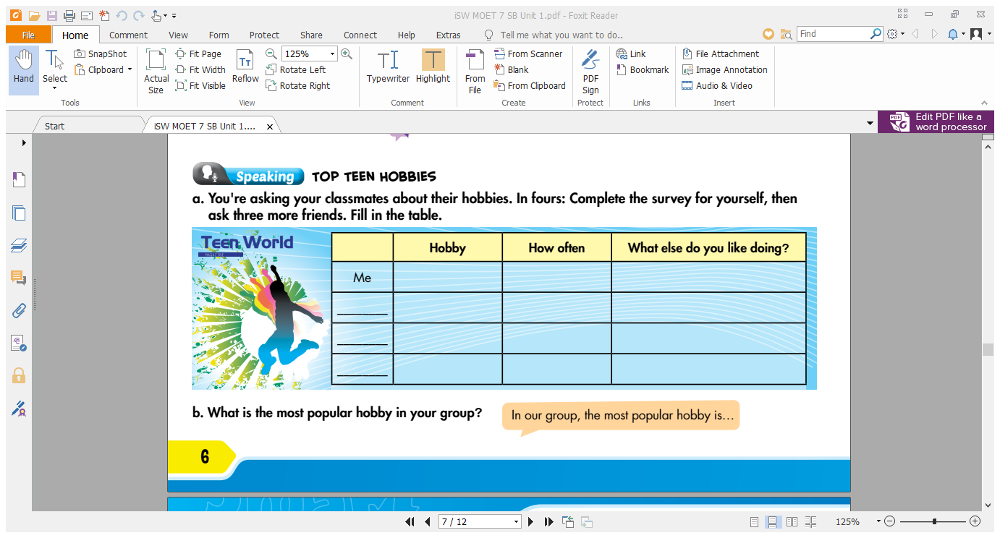 iSW MOET 7 SB Unit 1.pdf - Foxit Reader
File Home Comment View Form Protect Share Connect Help Extras Tell me what you want to do.. Find
Hand
Select
SnapShot
Clipboard
Tools
Actual Size
Fit Page
Fit Width
Fit Visible
Reflow
125%
Rotate Left
Rotate Right
View
Typewriter
Highlight
Comment
From File
From Scanner
Blank
From Clipboard
Create
PDF Sign
Protect
Link
Bookmark
Links
File Attachment
Image Annotation
Audio & Video
Insert
Start
iSW MOET 7 SB Unit 1....
PDF
Edit PDF like a
word processor
Speaking TOP TEEN HOBBIES
a. You're asking your classmates about their hobbies. In fours: Complete the survey for yourself, then
ask three more friends. Fill in the table.
Teen World
MAGAZINE
Hobby How often What else do you like doing?
Me
b. What is the most popular hobby in your group?
In our group, the most popular hobby is...
6
7 / 12
125%